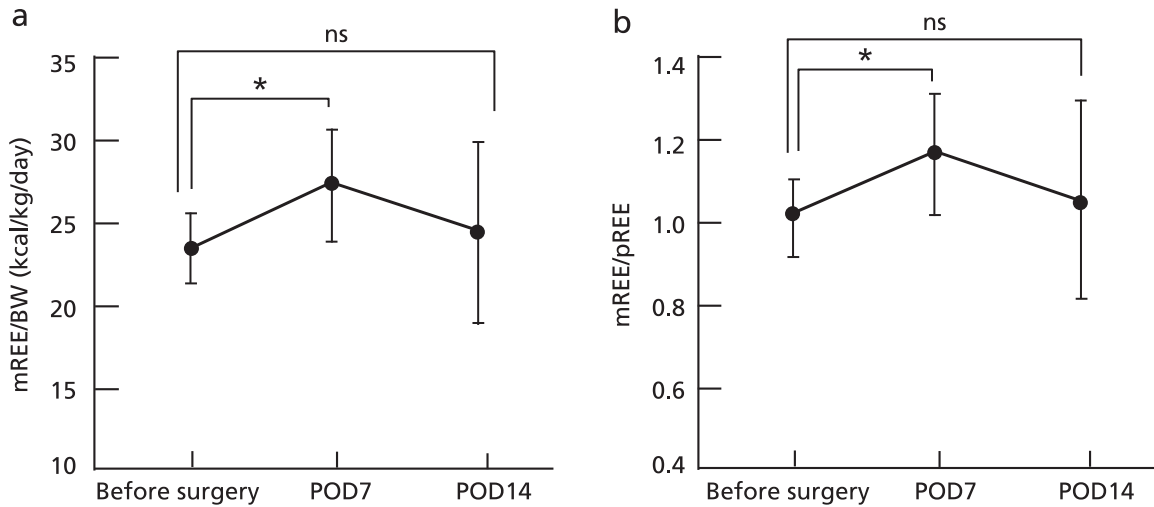 a
ns
*
35
30
25
20
15
10
mREE/BW (kcal/kg/day)
Before surgery POD7 POD14
b
ns
*
1.4
1.2
1.0
0.8
0.6
0.4
mREE/pREE
Before surgery POD7 POD14